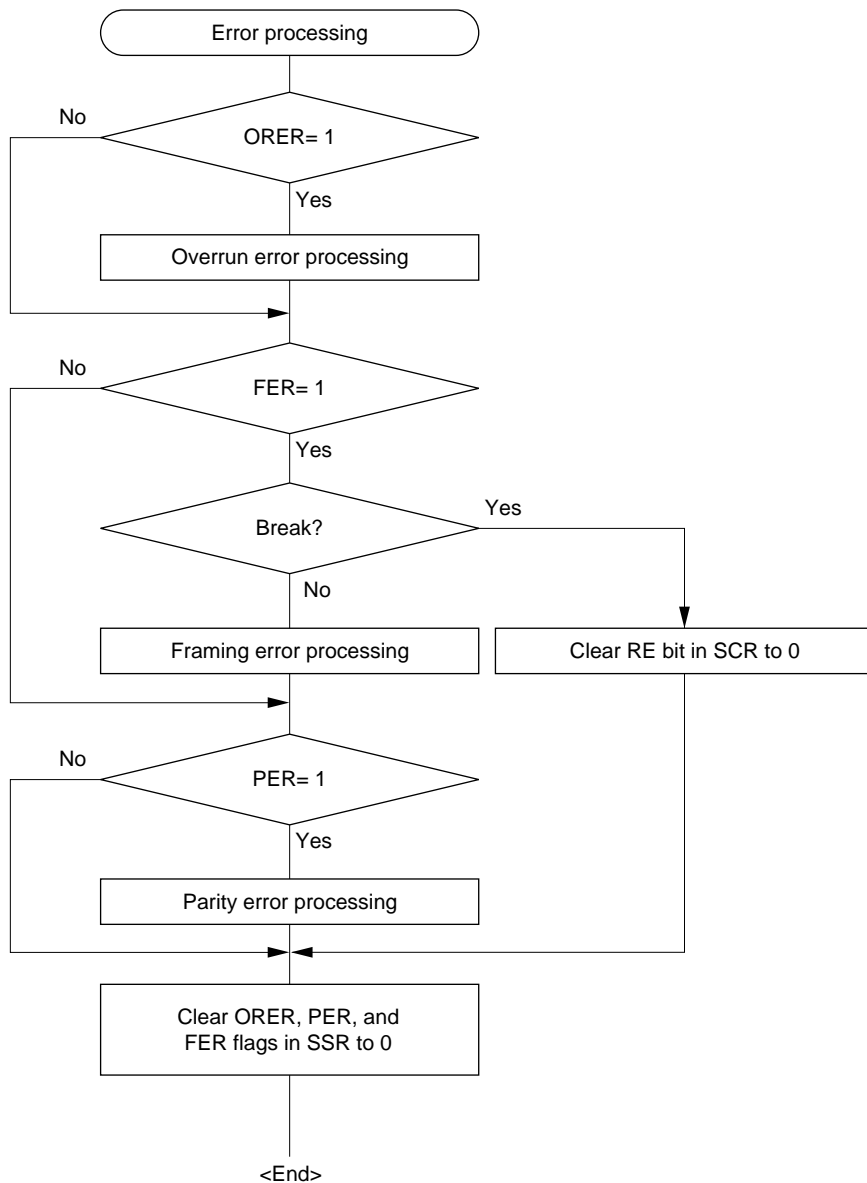 Error processing
No
ORER= 1
Yes
Overrun error processing
No
FER= 1
Yes
Break?
Yes
No
Framing error processing
Clear RE bit in SCR to 0
No
PER= 1
Yes
Parity error processing
Clear ORER, PER, and
FER flags in SSR to 0
<End>